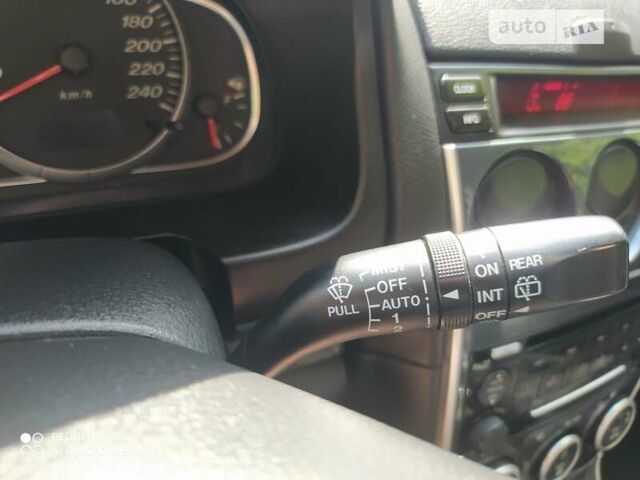 auto RIA
160
180
200
220
240
km/h
F
CLOCK
INFO
MIST
OFF
AUTO
1
2
PULL
ON
INT
OFF
REAR